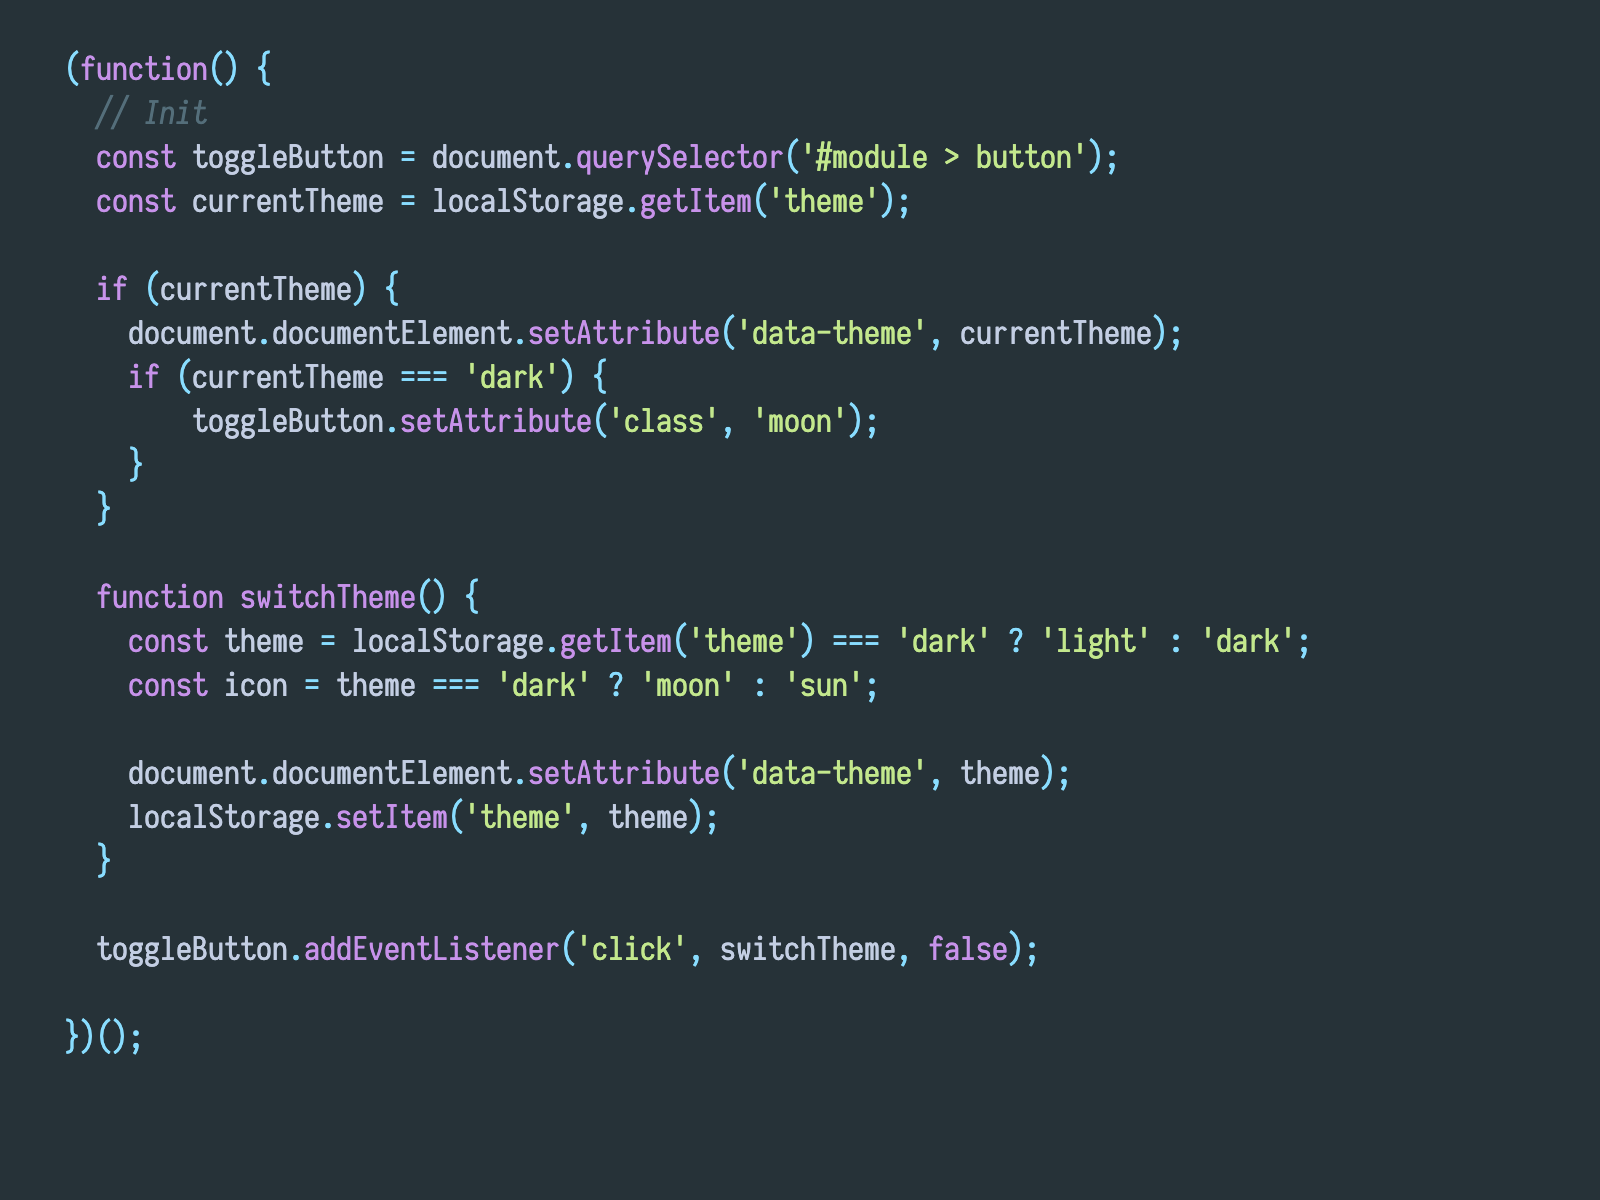 (function() {
  // Init
  const toggleButton = document.querySelector('#module > button');
  const currentTheme = localStorage.getItem('theme');

  if (currentTheme) {
    document.documentElement.setAttribute('data-theme', currentTheme);
    if (currentTheme === 'dark') {
        toggleButton.setAttribute('class', 'moon');
    }
  }

  function switchTheme() {
    const theme = localStorage.getItem('theme') === 'dark' ? 'light' : 'dark';
    const icon = theme === 'dark' ? 'moon' : 'sun';

    document.documentElement.setAttribute('data-theme', theme);
    localStorage.setItem('theme', theme);
  }

  toggleButton.addEventListener('click', switchTheme, false);

})();